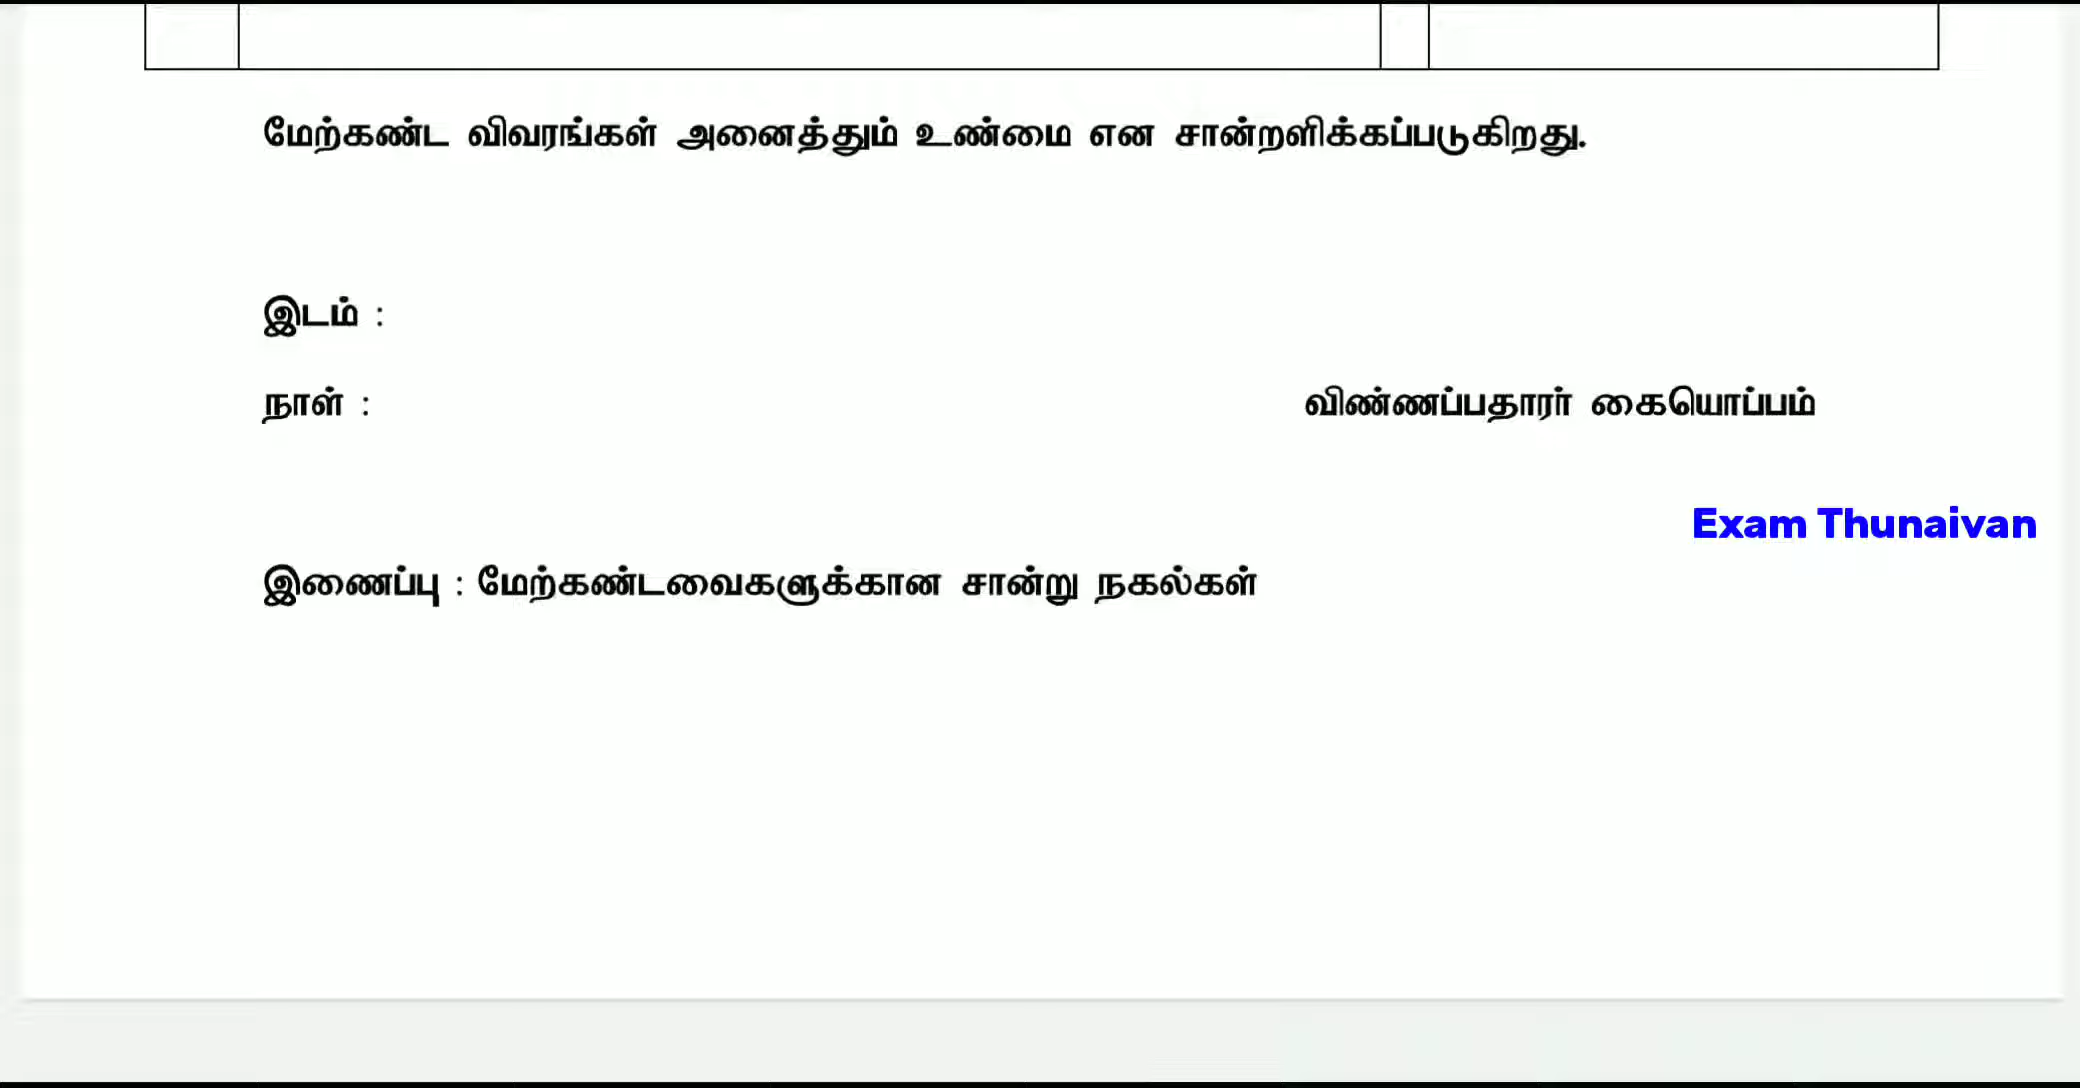 மேற்கண்ட விவரங்கள் அனைத்தும் உண்மை என சான்றளிக்கப்படுகிறது.
இடம் :
நாள் : விண்ணப்பதாரர் கையொப்பம்
Exam Thunaivan
இணைப்பு : மேற்கண்டவைகளுக்கான சான்று நகல்கள்